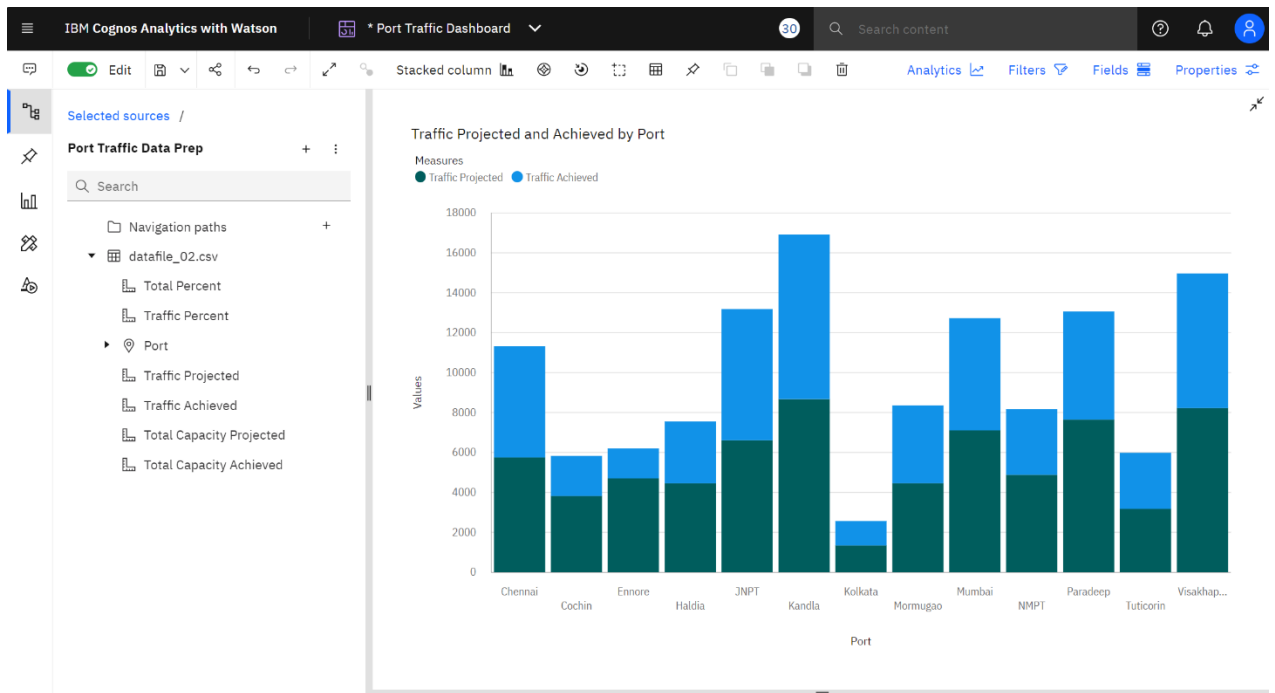 IBM Cognos Analytics with Watson
* Port Traffic Dashboard
30
Search content
Edit
Stacked column
Analytics
Filters
Fields
Properties
Selected sources /
Port Traffic Data Prep
Search
Navigation paths
datafile_02.csv
Total Percent
Traffic Percent
Port
Traffic Projected
Traffic Achieved
Total Capacity Projected
Total Capacity Achieved
Traffic Projected and Achieved by Port
Measures
Traffic Projected Traffic Achieved
18000
16000
14000
12000
10000
8000
6000
4000
2000
0
Values
Chennai
Cochin
Ennore
Haldia
JNPT
Kandla
Kolkata
Mormugao
Mumbai
NMPT
Paradeep
Tuticorin
Visakhap...
Port